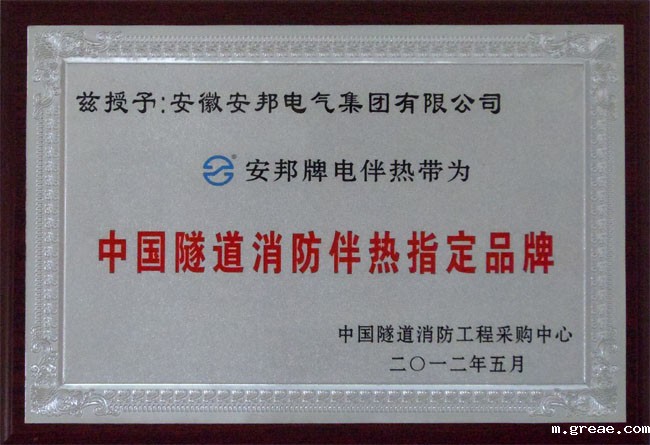 兹授予:安徽安邦电气集团有限公司
® 安邦牌电伴热带为
中国隧道消防伴热指定品牌
中国隧道消防工程采购中心
二〇一二年五月
m.greae.com